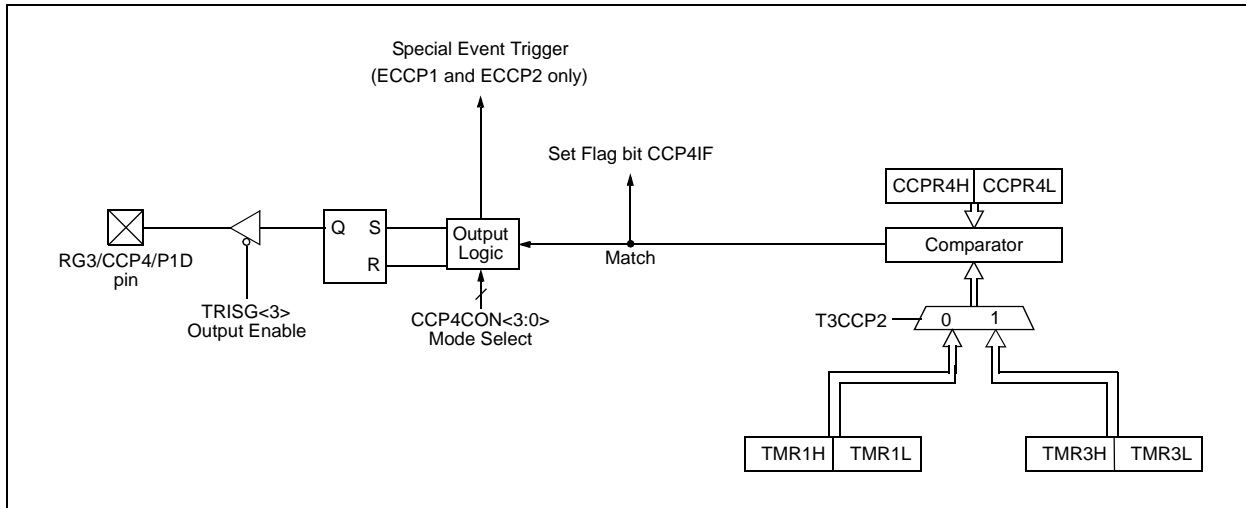 Special Event Trigger
(ECCP1 and ECCP2 only)
Set Flag bit CCP4IF
CCPR4H CCPR4L
Q S
R
Output
Logic
Comparator
Match
RG3/CCP4/P1D
pin
TRISG<3>
Output Enable
CCP4CON<3:0>
Mode Select
T3CCP2
0 1
TMR1H TMR1L
TMR3H TMR3L